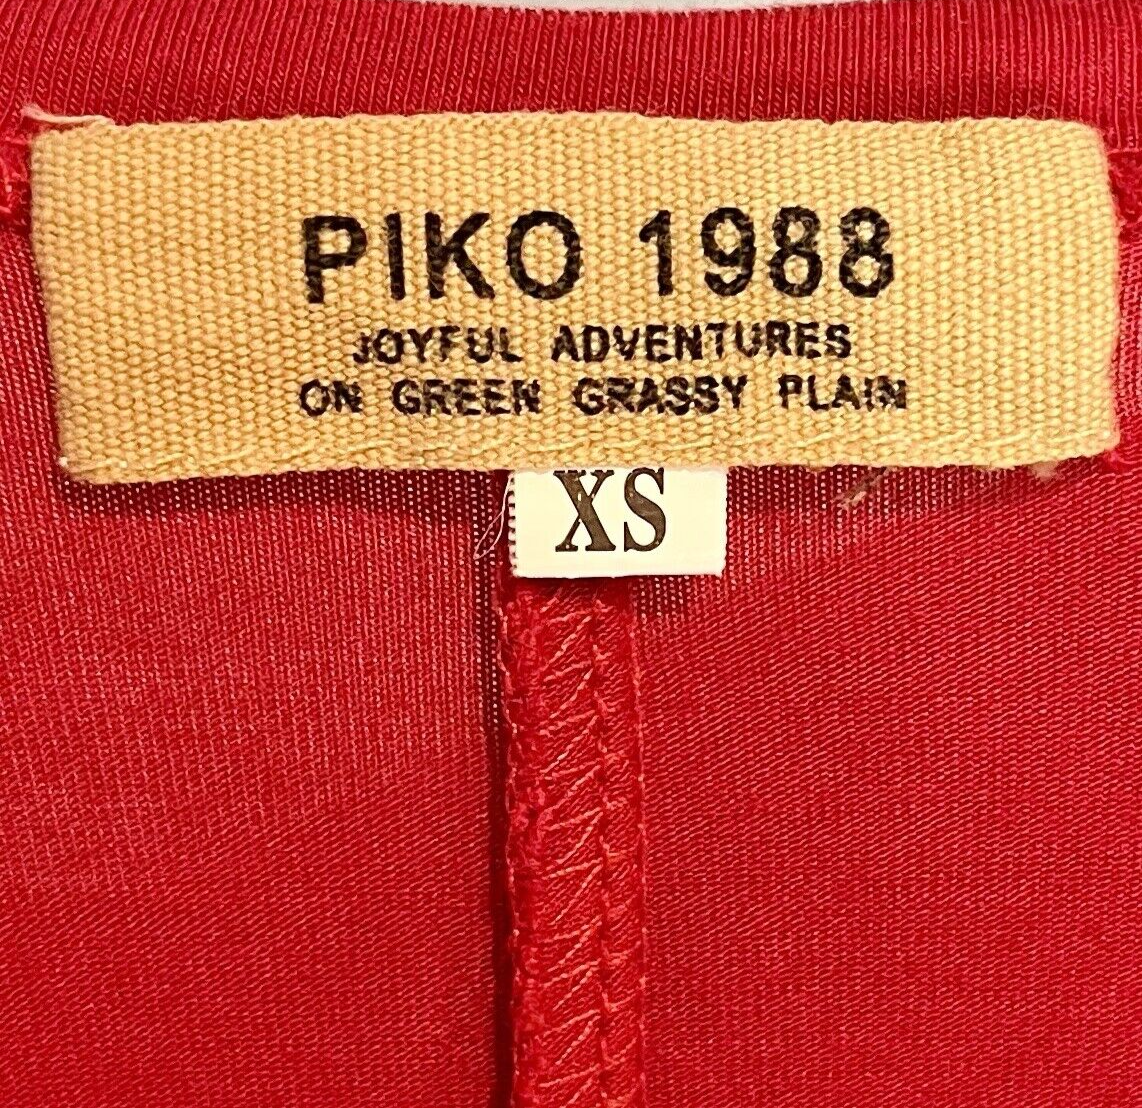 PIKO 1988
JOYFUL ADVENTURES
ON GREEN GRASSY PLAIN
XS